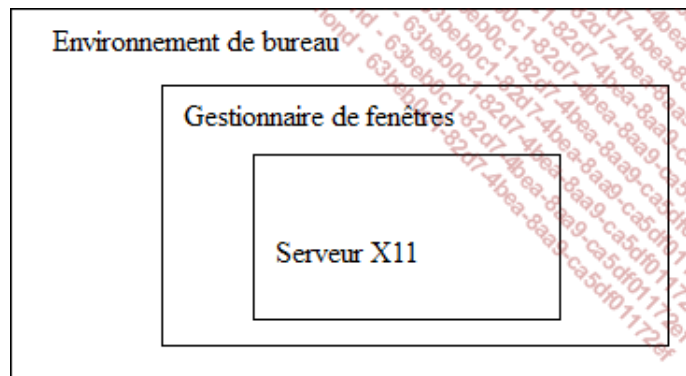 Environnement de bureau
Gestionnaire de fenêtres
Serveur X11